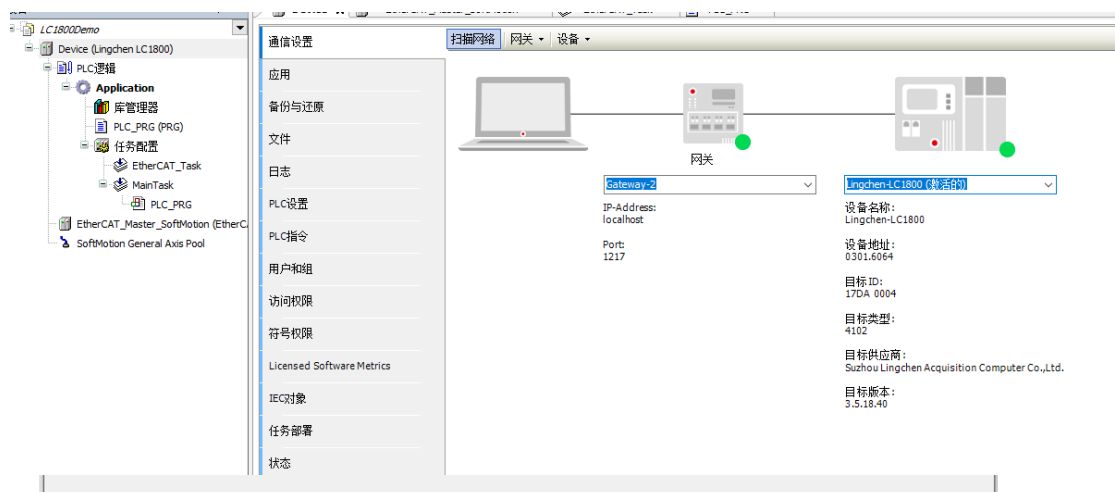 LC1800Demo
Device (Lingchen LC1800)
PLC逻辑
Application
库管理器
PLC_PRG (PRG)
任务配置
EtherCAT_Task
MainTask
PLC_PRG
EtherCAT_Master_SoftMotion (EtherC
SoftMotion General Axis Pool
通信设置
应用
备份与还原
文件
日志
PLC设置
PLC指令
用户和组
访问权限
符号权限
Licensed Software Metrics
IEC对象
任务部署
状态
扫描网络 网关 设备
网关
Gateway-2
IP-Address:
localhost
Port:
1217
Lingchen-LC1800 (激活的)
设备名称:
Lingchen-LC1800
设备地址:
0301.6064
目标ID:
17DA 0004
目标类型:
4102
目标供应商:
Suzhou Lingchen Acquisition Computer Co.,Ltd.
目标版本:
3.5.18.40